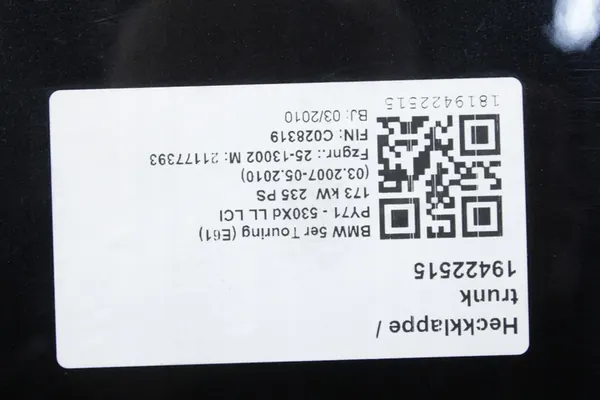 Heckklappe /
trunk
19422515
BMW 5er Touring (E61)
PY71 - 530Xd LL LCI
173 kW 235 PS
(03.2007-05.2010)
Fzgnr.: 25-13002 M: 21177393
FIN: C028319
BJ: 03/2010
1819422515